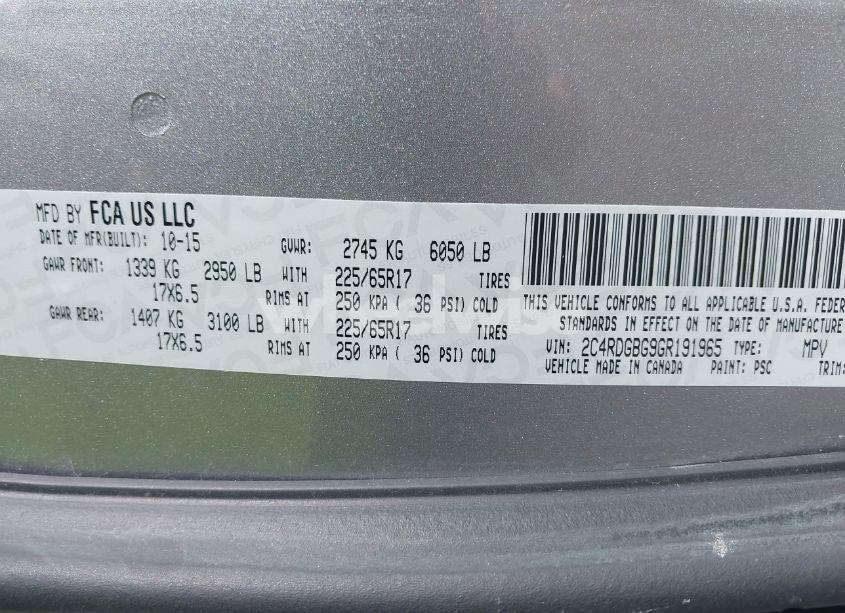 MFD BY FCA US LLC
DATE OF MFR(BUILT): 10-15 GVWR: 2745 KG 6050 LB
GAWR FRONT: 1339 KG 2950 LB WITH 225/65R17 TIRES
17X6.5 RIMS AT 250 KPA ( 36 PSI) COLD
GAWR REAR: 1407 KG 3100 LB WITH 225/65R17 TIRES
17X6.5 RIMS AT 250 KPA ( 36 PSI) COLD
THIS VEHICLE CONFORMS TO ALL APPLICABLE U.S.A. FEDER
STANDARDS IN EFFECT ON THE DATE OF MANUFACTURE
VIN: 2C4RDGBG9GR191965 TYPE: MPV
VEHICLE MADE IN CANADA PAINT: PSC TRIM: